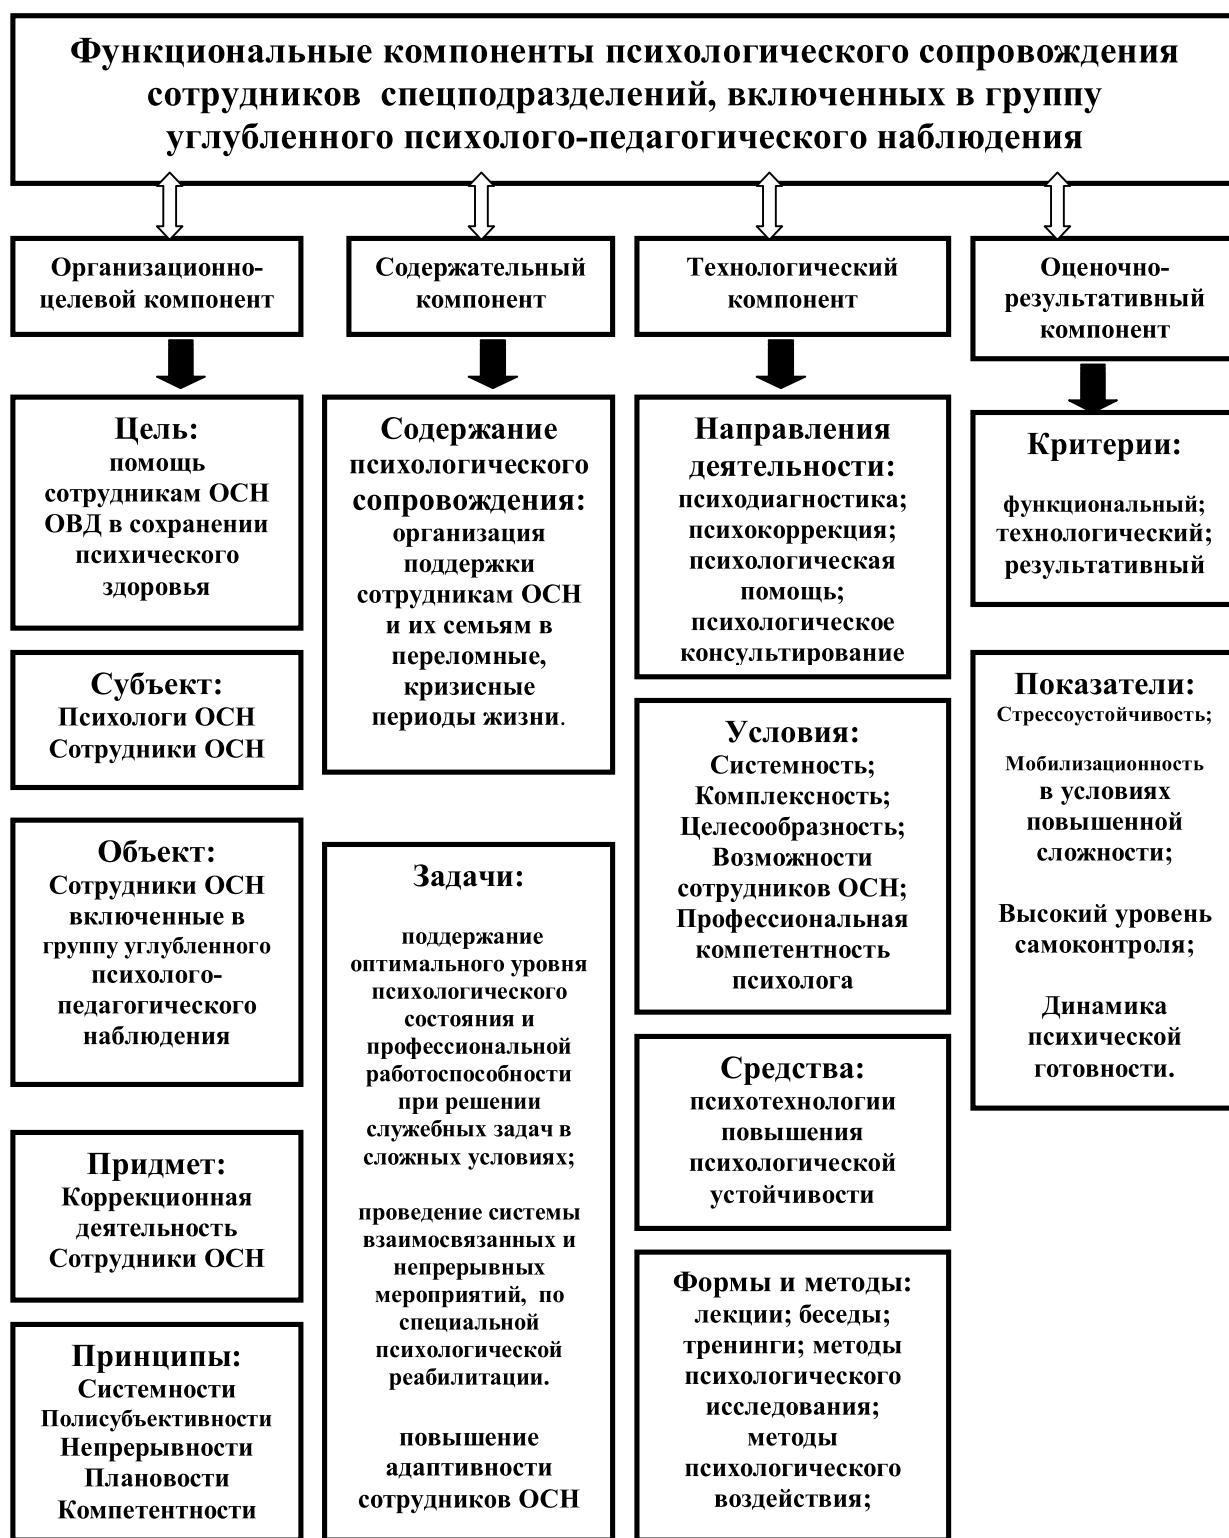 Функциональные компоненты психологического сопровождения
сотрудников спецподразделений, включенных в группу
углубленного психолого-педагогического наблюдения
Организационно-
целевой компонент
Цель:
помощь
сотрудникам ОСН
ОВД в сохранении
психического
здоровья
Субъект:
Психологи ОСН
Сотрудники ОСН
Объект:
Сотрудники ОСН
включенные в
группу углубленного
психолого-
педагогического
наблюдения
Придмет:
Коррекционная
деятельность
Сотрудники ОСН
Принципы:
Системности
Полисубъективности
Непрерывности
Плановости
Компетентности
Содержательный
компонент
Содержание
психологического
сопровождения:
организация
поддержки
сотрудникам ОСН
и их семьям в
переломные,
кризисные
периоды жизни.
Задачи:
поддержание
оптимального уровня
психологического
состояния и
профессиональной
работоспособности
при решении
служебных задач в
сложных условиях;
проведение системы
взаимосвязанных и
непрерывных
мероприятий, по
специальной
психологической
реабилитации.
повышение
адаптивности
сотрудников ОСН
Технологический
компонент
Направления
деятельности:
психодиагностика;
психокоррекция;
психологическая
помощь;
психологическое
консультирование
Условия:
Системность;
Комплексность;
Целесообразность;
Возможности
сотрудников ОСН;
Профессиональная
компетентность
психолога
Средства:
психотехнологии
повышения
психологической
устойчивости
Формы и методы:
лекции; беседы;
тренинги; методы
психологического
исследования;
методы
психологического
воздействия;
Оценочно-
результативный
компонент
Критерии:
функциональный;
технологический;
результативный
Показатели:
Стрессоустойчивость;
Мобилизационность
в условиях
повышенной
сложности;
Высокий уровень
самоконтроля;
Динамика
психической
готовности.